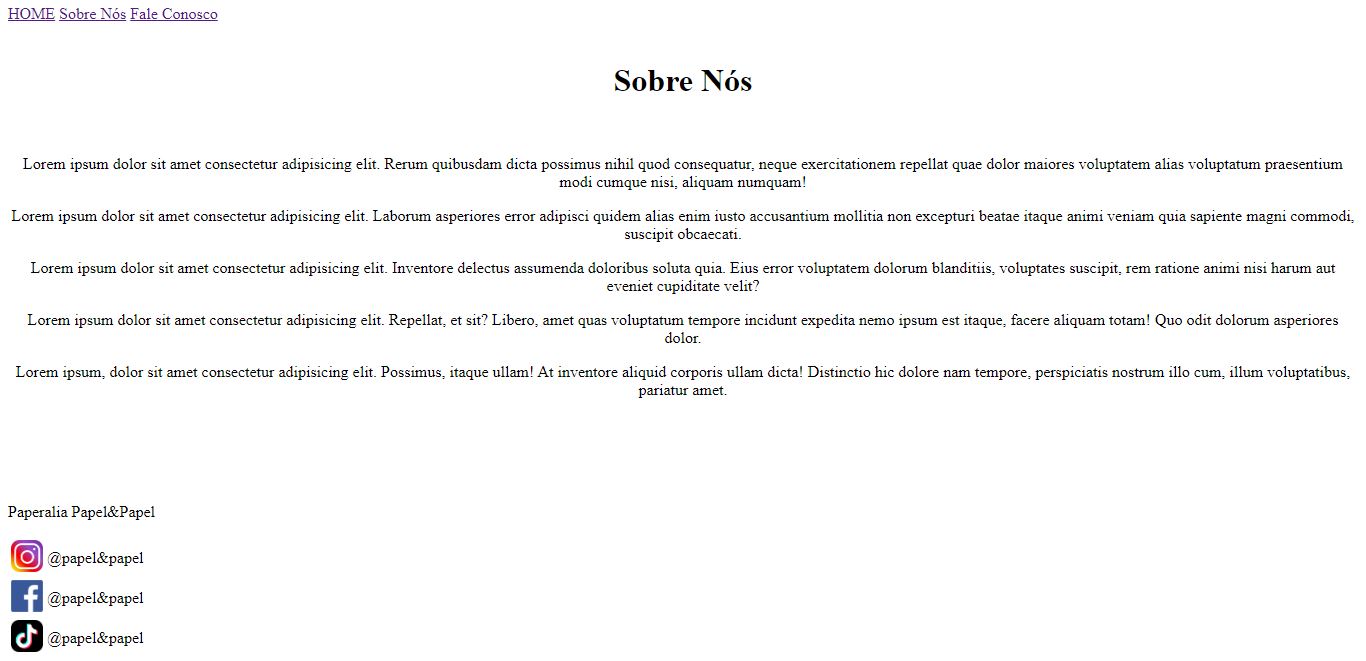 HOME Sobre Nós Fale Conosco
Sobre Nós
Lorem ipsum dolor sit amet consectetur adipisicing elit. Rerum quibusdam dicta possimus nihil quod consequatur, neque exercitationem repellat quae dolor maiores voluptatem alias voluptatum praesentium
modi cumque nisi, aliquam numquam!
Lorem ipsum dolor sit amet consectetur adipisicing elit. Laborum asperiores error adipisci quidem alias enim iusto accusantium mollitia non excepturi beatae itaque animi veniam quia sapiente magni commodi,
suscipit obcaecati.
Lorem ipsum dolor sit amet consectetur adipisicing elit. Inventore delectus assumenda doloribus soluta quia. Eius error voluptatem dolorum blanditiis, voluptates suscipit, rem ratione animi nisi harum aut
eveniet cupiditate velit?
Lorem ipsum dolor sit amet consectetur adipisicing elit. Repellat, et sit? Libero, amet quas voluptatum tempore incidunt expedita nemo ipsum est itaque, facere aliquam totam! Quo odit dolorum asperiores
dolor.
Lorem ipsum, dolor sit amet consectetur adipisicing elit. Possimus, itaque ullam! At inventore aliquid corporis ullam dicta! Distinctio hic dolore nam tempore, perspiciatis nostrum illo cum, illum voluptatibus,
pariatur amet.
Paperalia Papel&Papel
@papel&papel
@papel&papel
@papel&papel